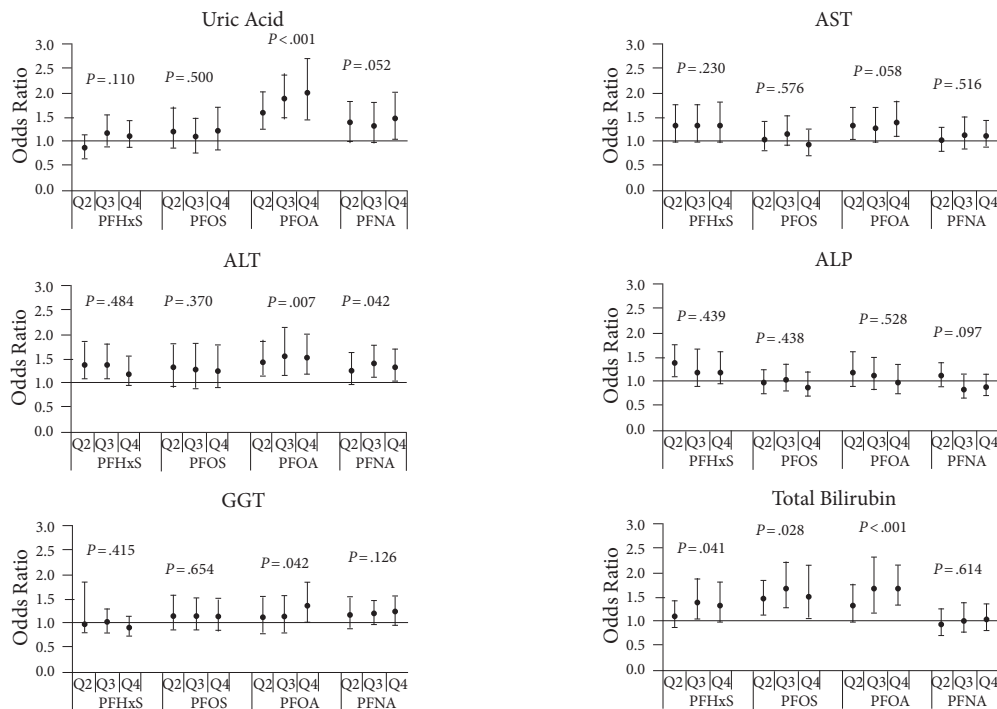 Uric Acid
Odds Ratio
3.0
2.5
2.0
1.5
1.0
0.5
0.0
P=.110
P=.500
P<.001
P=.052
Q2 Q3 Q4 Q2 Q3 Q4 Q2 Q3 Q4 Q2 Q3 Q4
PFHxS PFOS PFOA PFNA
AST
Odds Ratio
3.0
2.5
2.0
1.5
1.0
0.5
0.0
P=.230
P=.576
P=.058
P=.516
Q2 Q3 Q4 Q2 Q3 Q4 Q2 Q3 Q4 Q2 Q3 Q4
PFHxS PFOS PFOA PFNA
ALT
Odds Ratio
3.0
2.5
2.0
1.5
1.0
0.5
0.0
P=.484
P=.370
P=.007
P=.042
Q2 Q3 Q4 Q2 Q3 Q4 Q2 Q3 Q4 Q2 Q3 Q4
PFHxS PFOS PFOA PFNA
ALP
Odds Ratio
3.0
2.5
2.0
1.5
1.0
0.5
0.0
P=.439
P=.438
P=.528
P=.097
Q2 Q3 Q4 Q2 Q3 Q4 Q2 Q3 Q4 Q2 Q3 Q4
PFHxS PFOS PFOA PFNA
GGT
Odds Ratio
3.0
2.5
2.0
1.5
1.0
0.5
0.0
P=.415
P=.654
P=.042
P=.126
Q2 Q3 Q4 Q2 Q3 Q4 Q2 Q3 Q4 Q2 Q3 Q4
PFHxS PFOS PFOA PFNA
Total Bilirubin
Odds Ratio
3.0
2.5
2.0
1.5
1.0
0.5
0.0
P=.041
P=.028
P<.001
P=.614
Q2 Q3 Q4 Q2 Q3 Q4 Q2 Q3 Q4 Q2 Q3 Q4
PFHxS PFOS PFOA PFNA